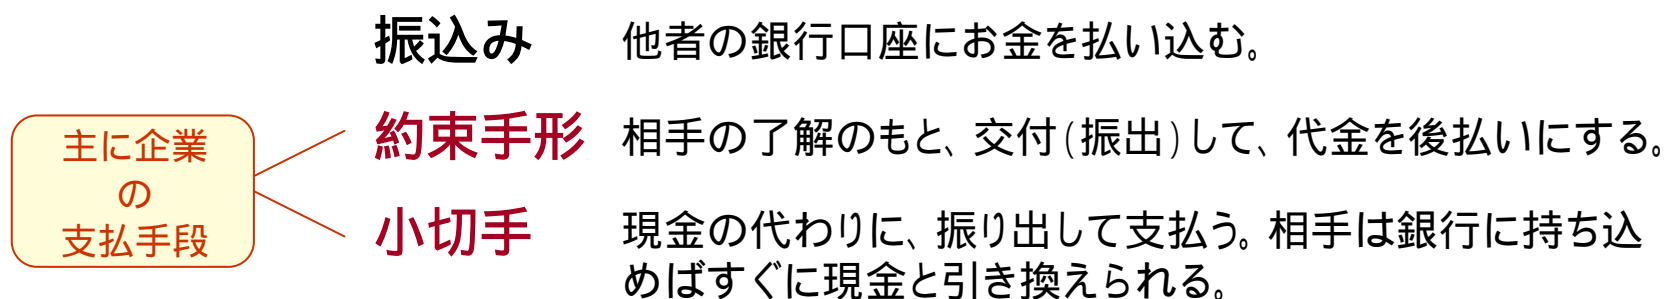 振込み 他者の銀行口座にお金を払い込む。
主に企業
の
支払手段
約束手形 相手の了解のもと、交付(振出)して、代金を後払いにする。
小切手 現金の代わりに、振り出して支払う。相手は銀行に持ち込
めばすぐに現金と引き換えられる。